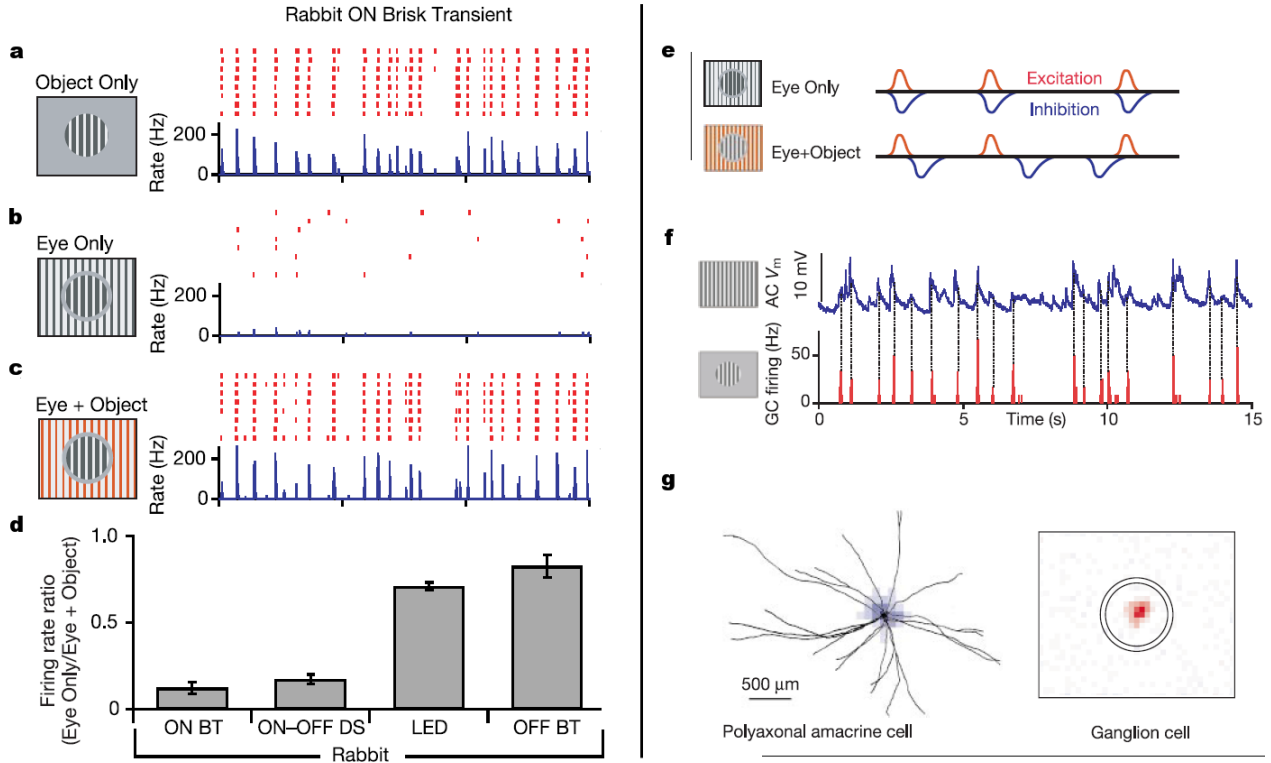 Rabbit ON Brisk Transient
a
Object Only
Rate (Hz)
200
0
b
Eye Only
Rate (Hz)
200
0
c
Eye + Object
Rate (Hz)
200
0
d
Firing rate ratio
(Eye Only/Eye + Object)
1.0
0.5
0
ON BT
ON–OFF DS
LED
OFF BT
Rabbit
e
Eye Only
Excitation
Inhibition
Eye+Object
f
AC Vm
10 mV
GC firing (Hz)
50
0
0
5
Time (s)
10
15
g
500 μm
Polyaxonal amacrine cell
Ganglion cell